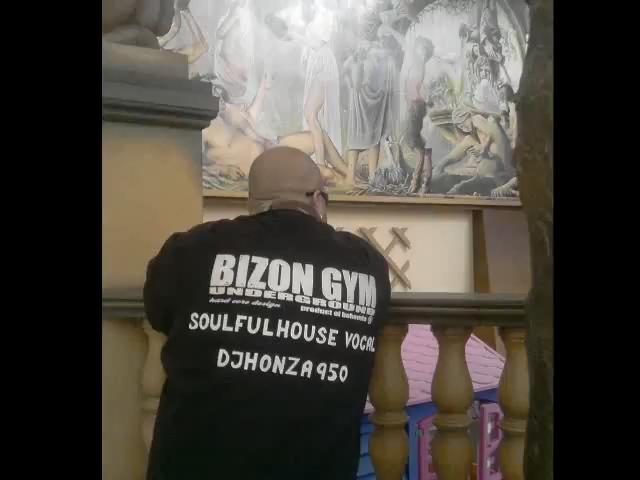 BIZON GYM
UNDERGROUND
hard core design
product of bohemia
SOULFULHOUSE VOCAL
DJHONZA950